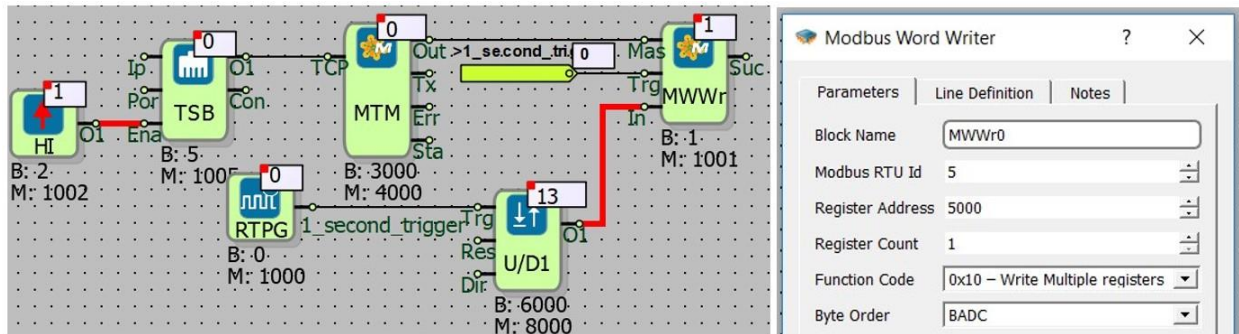 1
HI
O1
B: 2
M: 1002
0
Ip
Por
Ena
O1
Con
TSB
B: 5
M: 1005
0
TCP
Out
Tx
Err
Sta
MTM
B: 3000
M: 4000
>1_second_trig
0
1
Mas
Trg
In
Suc
MWWr
B: 1
M: 1001
0
RTPG
1_second_trigger
B: 0
M: 1000
13
Trg
Res
Dir
O1
U/D1
B: 6000
M: 8000
Modbus Word Writer ? ×
Parameters Line Definition Notes
Block Name MWWr0
Modbus RTU Id 5
Register Address 5000
Register Count 1
Function Code 0x10 – Write Multiple registers
Byte Order BADC